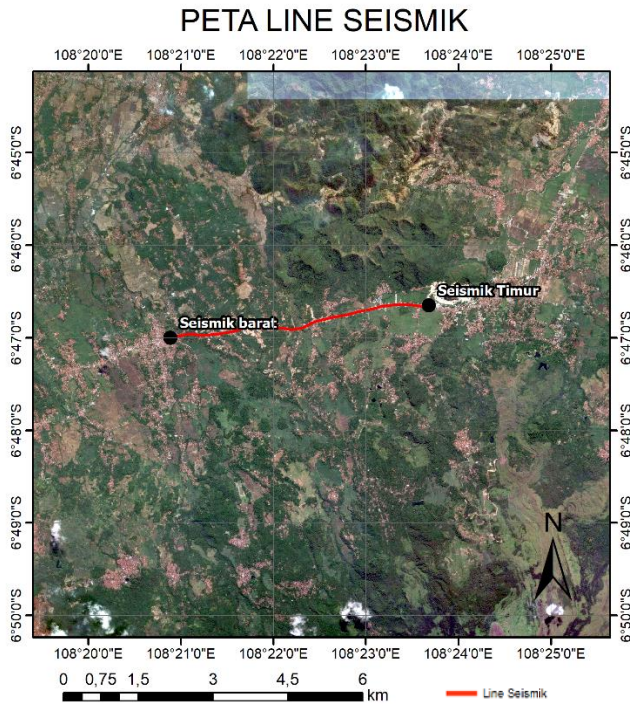 PETA LINE SEISMIK
108°20'0"E 108°21'0"E 108°22'0"E 108°23'0"E 108°24'0"E 108°25'0"E
6°45'0"S 6°45'0"S
6°46'0"S 6°46'0"S
Seismik Timur
Seismik barat
6°47'0"S 6°47'0"S
6°48'0"S 6°48'0"S
6°49'0"S 6°49'0"S
N
6°50'0"S 6°50'0"S
108°20'0"E 108°21'0"E 108°22'0"E 108°23'0"E 108°24'0"E 108°25'0"E
0 0,75 1,5 3 4,5 6
km
Line Seismik